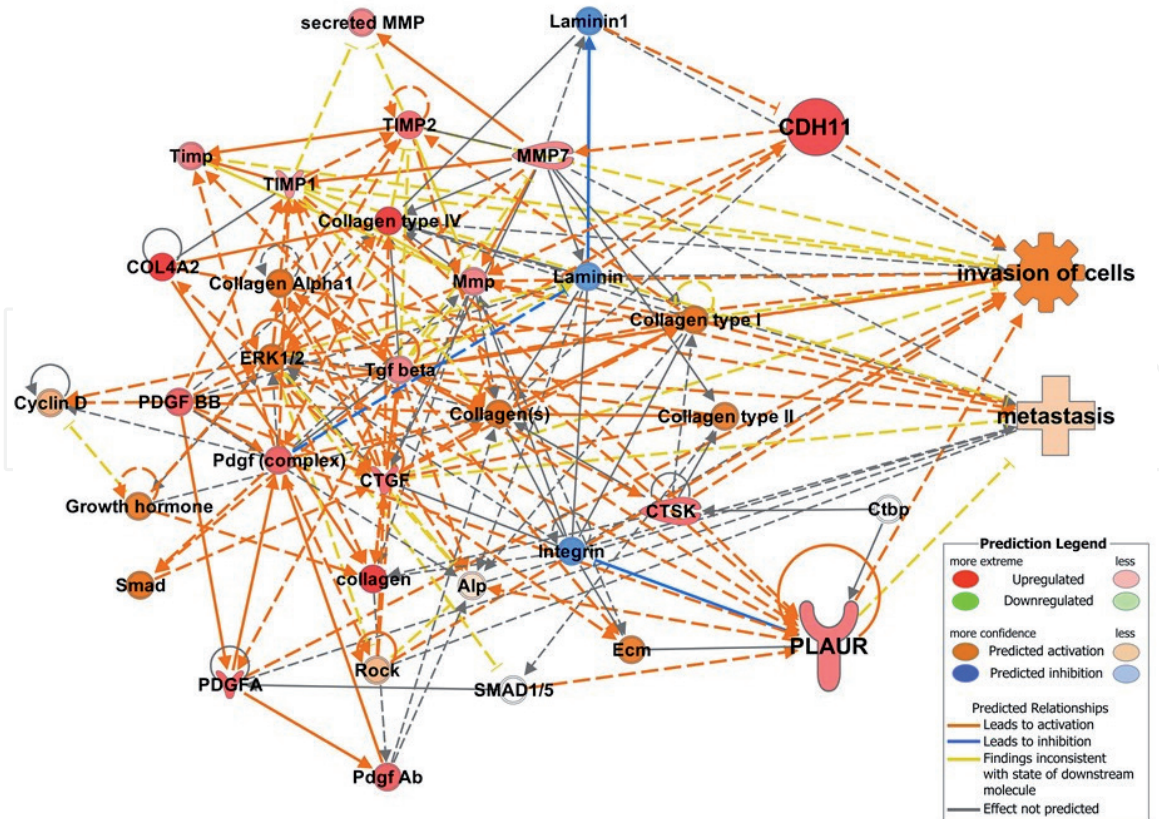 secreted MMP
Laminin1
TIMP2
CDH11
Timp
MMP7
TIMP1
Collagen type IV
COL4A2
Collagen Alpha1
Mmp
Laminin
invasion of cells
Collagen type I
ERK1/2
Tgf beta
Cyclin D
PDGF BB
Collagen(s)
Collagen type II
metastasis
Pdgf (complex)
CTGF
Growth hormone
CTSK
Ctbp
Integrin
Smad
collagen
Alp
Ecm
PLAUR
Rock
PDGFA
SMAD1/5
Pdgf Ab
Prediction Legend
more extreme less
Upregulated
Downregulated
more confidence less
Predicted activation
Predicted inhibition
Predicted Relationships
Leads to activation
Leads to inhibition
Findings inconsistent
with state of downstream
molecule
Effect not predicted